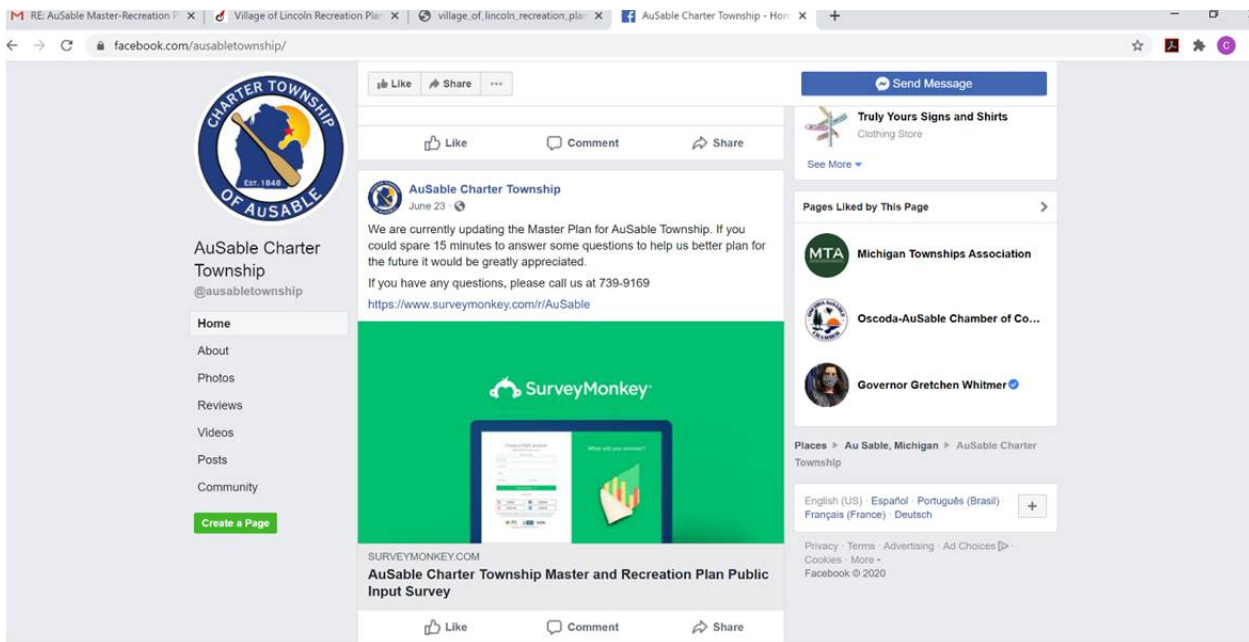 RE: AuSable Master-Recreation P
Village of Lincoln Recreation Plan
village_of_lincoln_recreation_plan
AuSable Charter Township - Hom
facebook.com/ausabletownship/
C
CHARTER TOWNSHIP
EST. 1848
OF AUSABLE
AuSable Charter
Township
@ausabletownship
Home
About
Photos
Reviews
Videos
Posts
Community
Create a Page
Like Share ...
Like Comment Share
AuSable Charter Township
June 23 ·
We are currently updating the Master Plan for AuSable Township. If you
could spare 15 minutes to answer some questions to help us better plan for
the future it would be greatly appreciated.
If you have any questions, please call us at 739-9169
https://www.surveymonkey.com/r/AuSable
SurveyMonkey
What will you answer?
SURVEYMONKEY.COM
AuSable Charter Township Master and Recreation Plan Public
Input Survey
Like Comment Share
Send Message
Truly Yours Signs and Shirts
Clothing Store
See More
Pages Liked by This Page
MTA
Michigan Townships Association
Oscoda-AuSable Chamber of Co...
Governor Gretchen Whitmer
Places Au Sable, Michigan AuSable Charter
Township
English (US) · Español · Português (Brasil) ·
Français (France) · Deutsch
Privacy · Terms · Advertising · Ad Choices ·
Cookies · More
Facebook © 2020